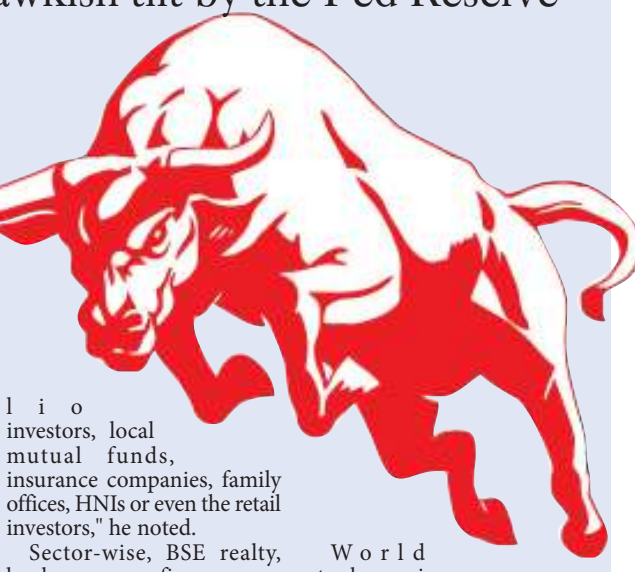 awkish tilt by the Fed Reserve
l i o
investors, local
mutual funds,
insurance companies, family
offices, HNIs or even the retail
investors," he noted.
Sector-wise, BSE realty,
World